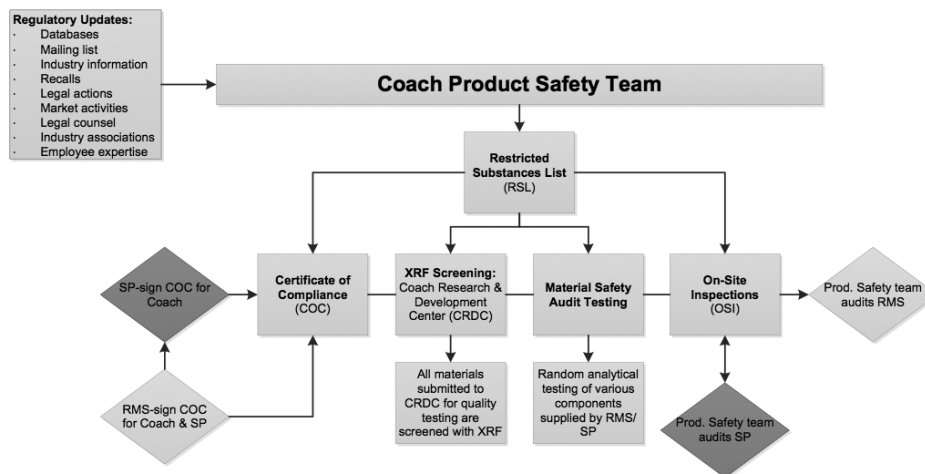 Regulatory Updates:
· Databases
· Mailing list
· Industry information
· Recalls
· Legal actions
· Market activities
· Legal counsel
· Industry associations
· Employee expertise
Coach Product Safety Team
Restricted
Substances List
(RSL)
SP-sign COC for
Coach
Certificate of
Compliance
(COC)
XRF Screening:
Coach Research &
Development
Center (CRDC)
Material Safety
Audit Testing
On-Site
Inspections
(OSI)
Prod. Safety team
audits RMS
RMS-sign COC
for Coach & SP
All materials
submitted to
CRDC for quality
testing are
screened with XRF
Random analytical
testing of various
components
supplied by RMS/
SP
Prod. Safety team
audits SP